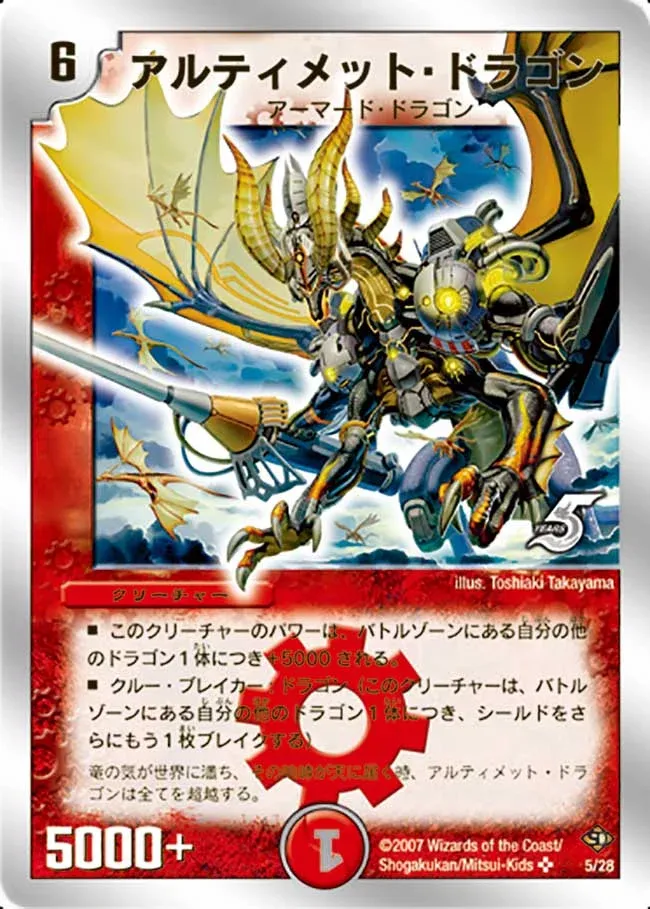 6
アルティメット・ドラゴン
アーマード・ドラゴン
YEARS 5
illus. Toshiaki Takayama
クリーチャー
■ このクリーチャーのパワーは、バトルゾーンにある自分の他
のドラゴン1体につき+5000 される。
■ クルー・ブレイカー:ドラゴン (このクリーチャーは、バトル
ゾーンにある自分の他のドラゴン1体につき、シールドをさ
らにもう1枚ブレイクする)
竜の気が世界に満ち、その咆哮が天に届く時、アルティメット・ドラ
ゴンは全てを超越する。
5000+
1
©2007 Wizards of the Coast/
Shogakukan/Mitsui-Kids
SD
5/28